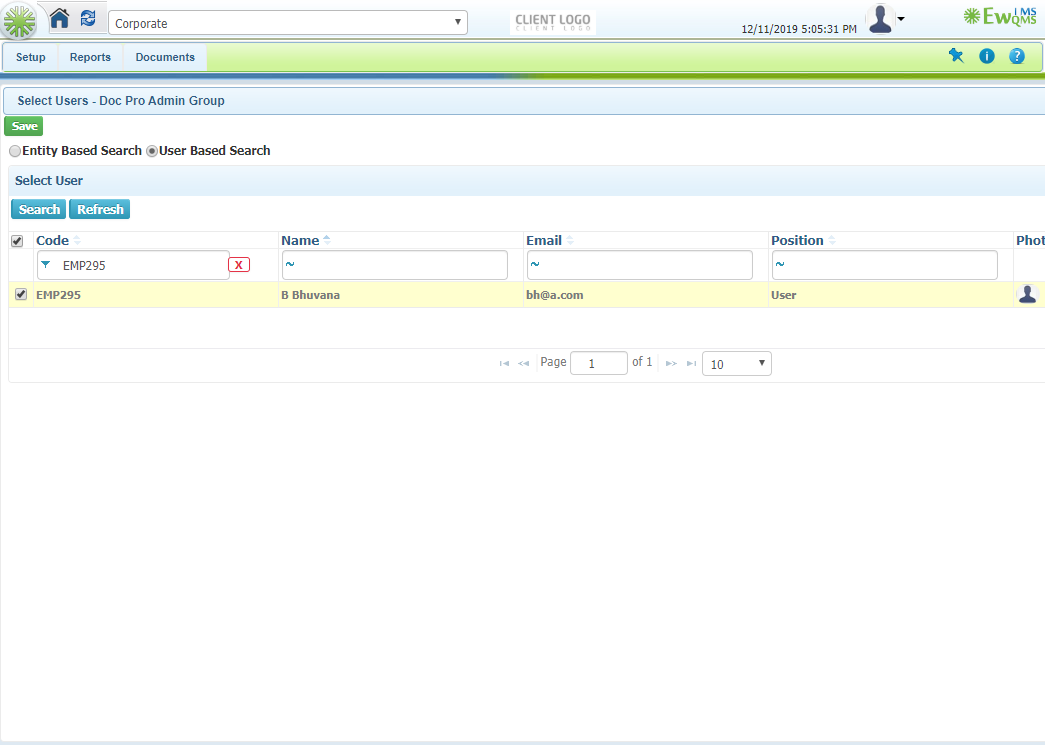 Corporate
CLIENT LOGO
CLIENT LOGO
12/11/2019 5:05:31 PM
EwQMS iMS
Setup Reports Documents
Select Users - Doc Pro Admin Group
Save
Entity Based Search User Based Search
Select User
Search Refresh
Code Name Email Position Phot
EMP295 X ~ ~ ~
EMP295 B Bhuvana bh@a.com User
Page 1 of 1 10